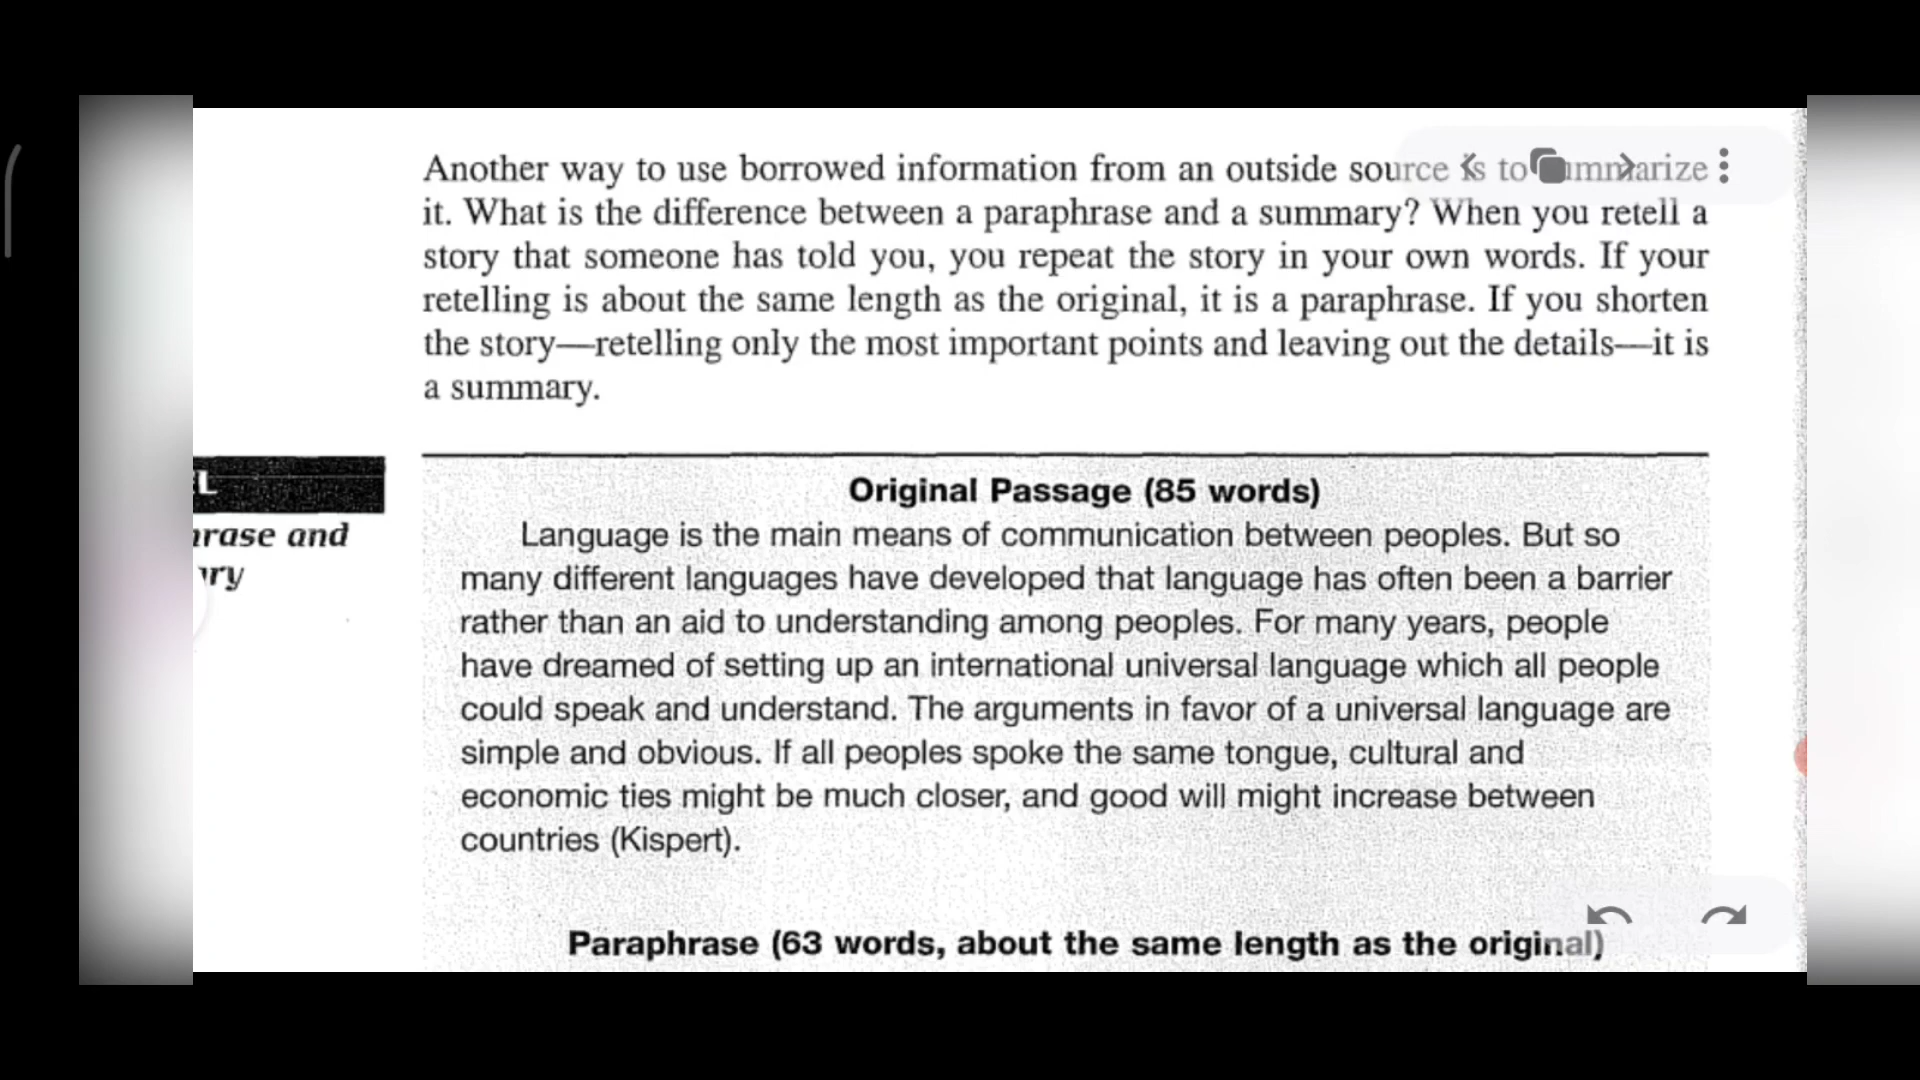 Another way to use borrowed information from an outside source is to summarize
it. What is the difference between a paraphrase and a summary? When you retell a
story that someone has told you, you repeat the story in your own words. If your
retelling is about the same length as the original, it is a paraphrase. If you shorten
the story—retelling only the most important points and leaving out the details—it is
a summary.
EL
hrase and
ary
Original Passage (85 words)
Language is the main means of communication between peoples. But so
many different languages have developed that language has often been a barrier
rather than an aid to understanding among peoples. For many years, people
have dreamed of setting up an international universal language which all people
could speak and understand. The arguments in favor of a universal language are
simple and obvious. If all peoples spoke the same tongue, cultural and
economic ties might be much closer, and good will might increase between
countries (Kispert).
Paraphrase (63 words, about the same length as the original)